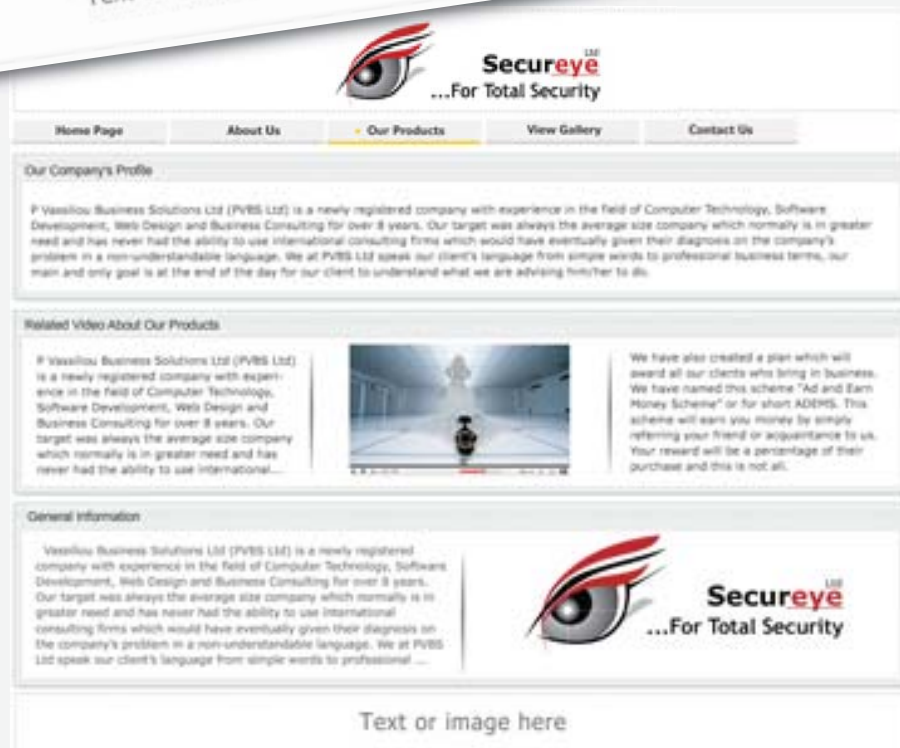 Secureye Ltd
...For Total Security
Home Page About Us Our Products View Gallery Contact Us
Our Company's Profile
P Vassiliou Business Solutions Ltd (PVBS Ltd) is a newly registered company with experience in the field of Computer Technology, Software
Development, Web Design and Business Consulting for over 8 years. Our target was always the average size company which normally is in greater
need and has never had the ability to use international consulting firms which would have eventually given their diagnosis on the company's
problem in a non-understandable language. We at PVBS Ltd speak our client's language from simple words to professional business terms, our
main and only goal is at the end of the day for our client to understand what we are advising him/her to do.
Related Video About Our Products
P Vassiliou Business Solutions Ltd (PVBS Ltd)
is a newly registered company with experi-
ence in the field of Computer Technology,
Software Development, Web Design and
Business Consulting for over 8 years. Our
target was always the average size company
which normally is in greater need and has
never had the ability to use international...
We have also created a plan which will
award all our clients who bring in business.
We have named this scheme "Ad and Earn
Money Scheme" or for short ADEMS. This
scheme will earn you money by simply
referring your friend or acquaintance to us.
Your reward will be a percentage of their
purchase and this is not all.
General Information
Vassiliou Business Solutions Ltd (PVBS Ltd) is a newly registered
company with experience in the field of Computer Technology, Software
Development, Web Design and Business Consulting for over 8 years.
Our target was always the average size company which normally is in
greater need and has never had the ability to use international
consulting firms which would have eventually given their diagnosis on
the company's problem in a non-understandable language. We at PVBS
Ltd speak our client's language from simple words to professional ...
Secureye Ltd
...For Total Security
Text or image here